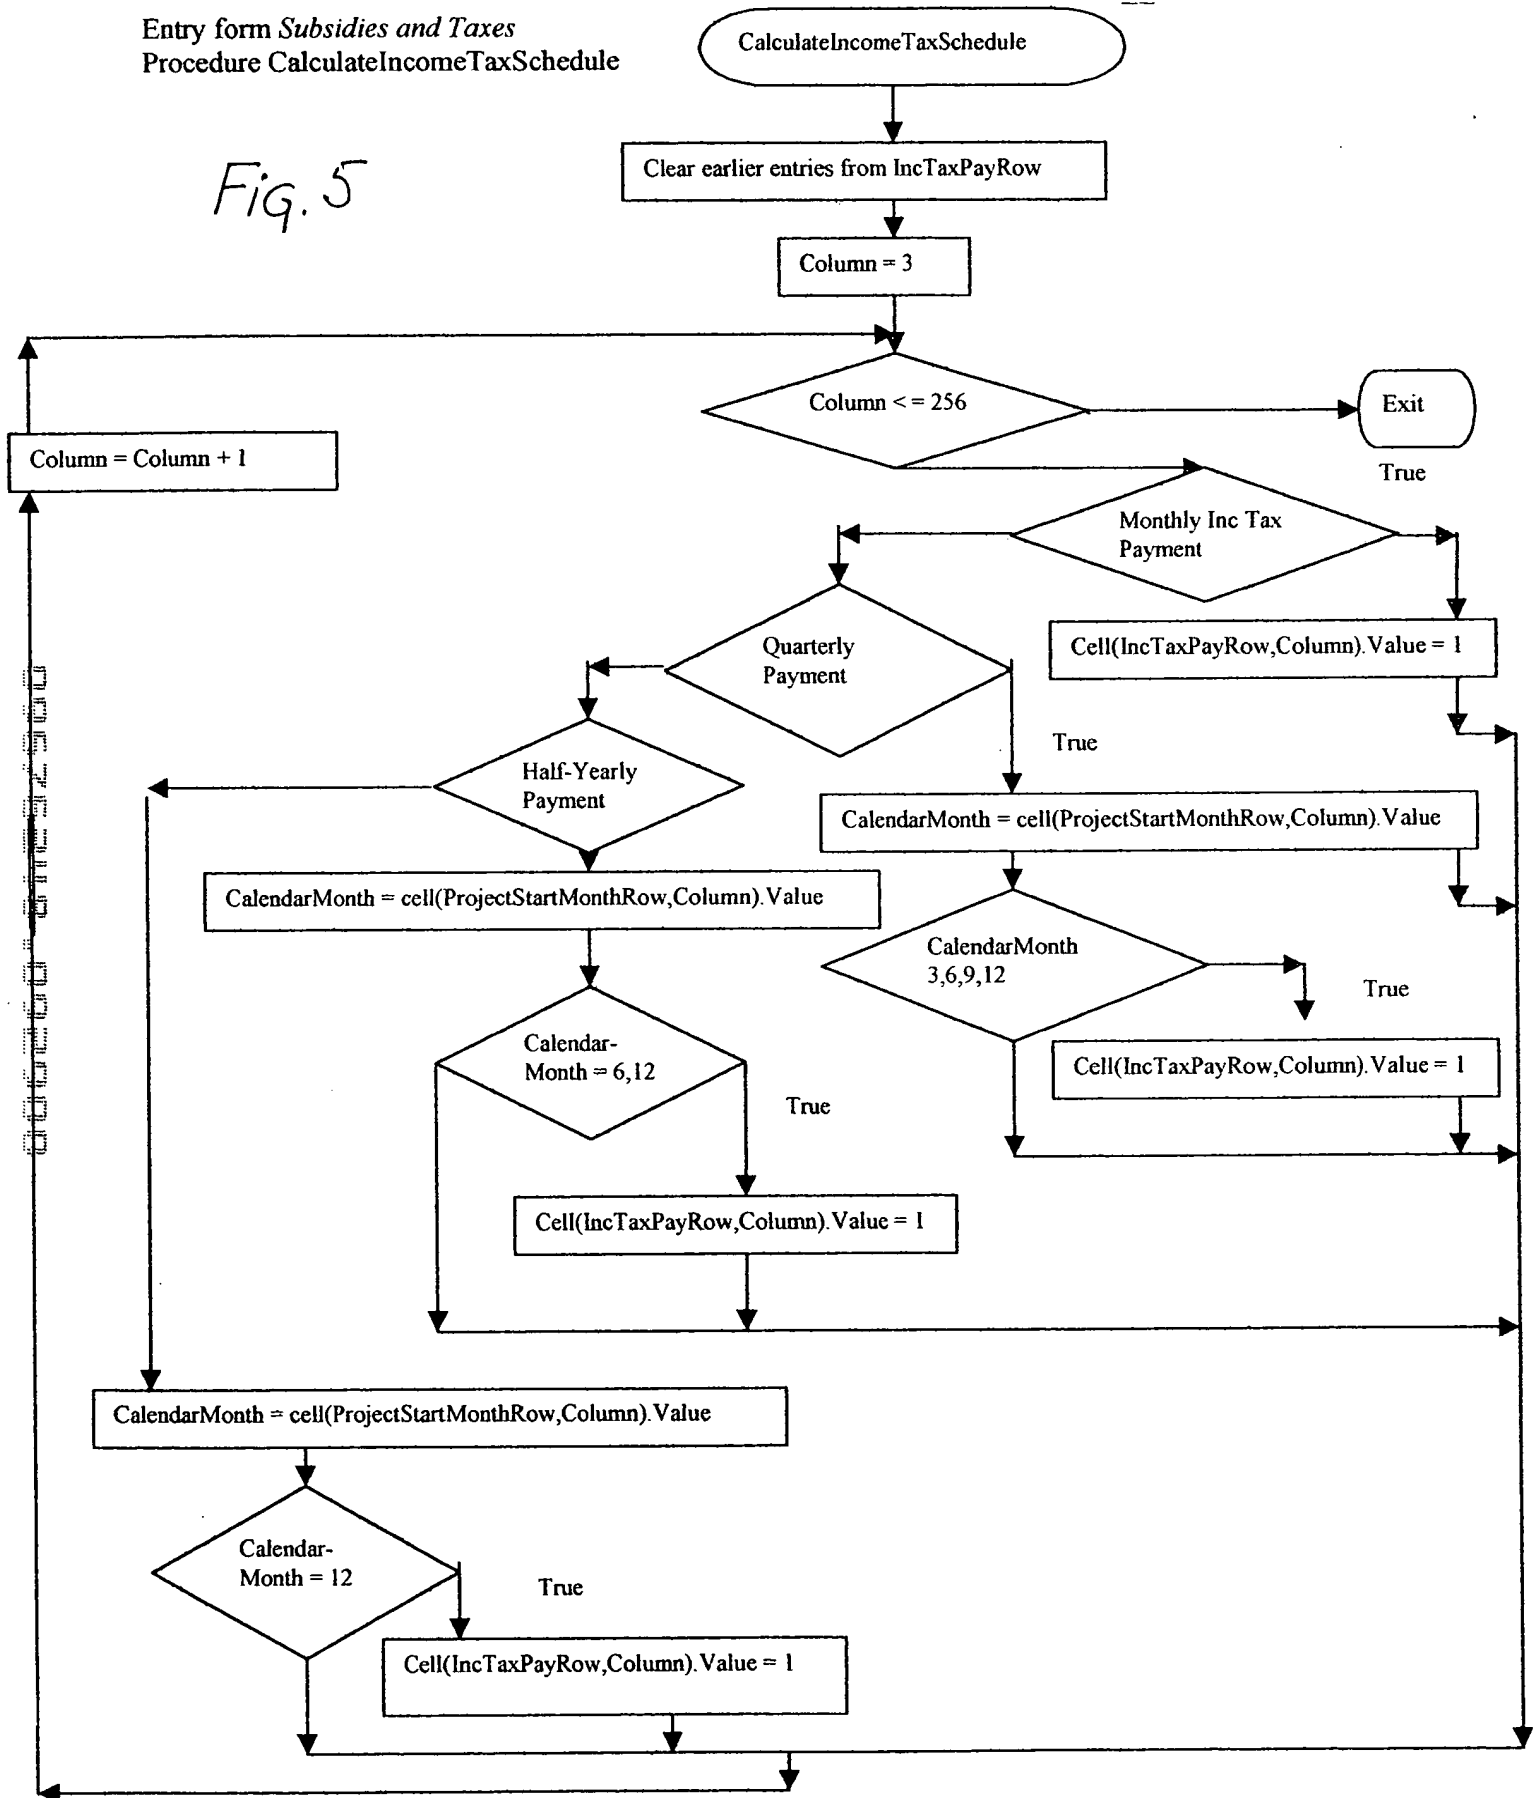 Entry form Subsidies and Taxes
Procedure CalculateIncomeTaxSchedule
Fig. 5
CalculateIncomeTaxSchedule
Clear earlier entries from IncTaxPayRow
Column = 3
Column < = 256
Exit
Column = Column + 1
True
Monthly Inc Tax
Payment
Quarterly
Payment
Cell(IncTaxPayRow,Column).Value = 1
True
Half-Yearly
Payment
CalendarMonth = cell(ProjectStartMonthRow,Column).Value
CalendarMonth = cell(ProjectStartMonthRow,Column).Value
CalendarMonth
3,6,9,12
True
Calendar-
Month = 6,12
Cell(IncTaxPayRow,Column).Value = 1
True
Cell(IncTaxPayRow,Column).Value = 1
CalendarMonth = cell(ProjectStartMonthRow,Column).Value
Calendar-
Month = 12
True
Cell(IncTaxPayRow,Column).Value = 1